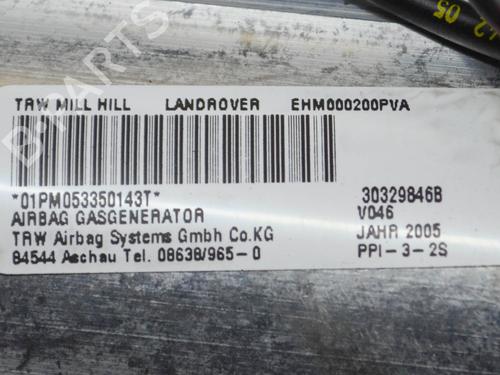 TRW MILL HILL LANDROVER EHM000200PVA
*01PM053350143T* 30329846B
AIRBAG GASGENERATOR V046
TRW Airbag Systems Gmbh Co.KG JAHR 2005
84544 Aschau Tel. 08638/965-0 PPI-3-2S
B-PARTS